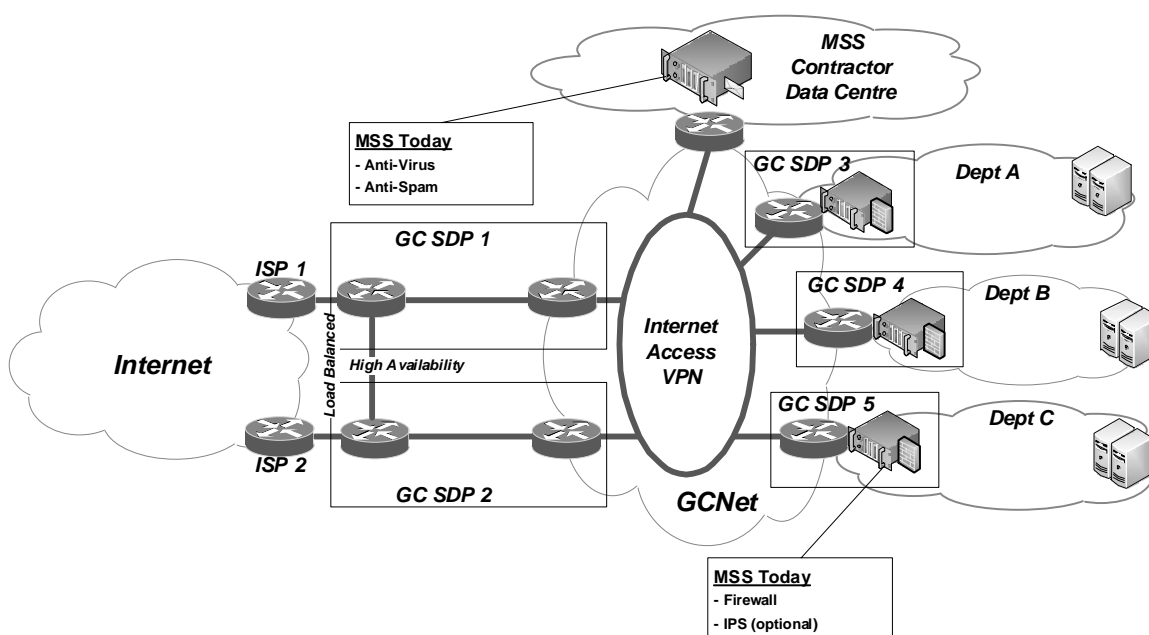 MSS
Contractor
Data Centre
MSS Today
- Anti-Virus
- Anti-Spam
GC SDP 3
Dept A
GC SDP 1
ISP 1
GC SDP 4
Dept B
Internet
Load Balanced
High Availability
Internet
Access
VPN
GC SDP 5
Dept C
ISP 2
GC SDP 2
GCNet
MSS Today
- Firewall
- IPS (optional)